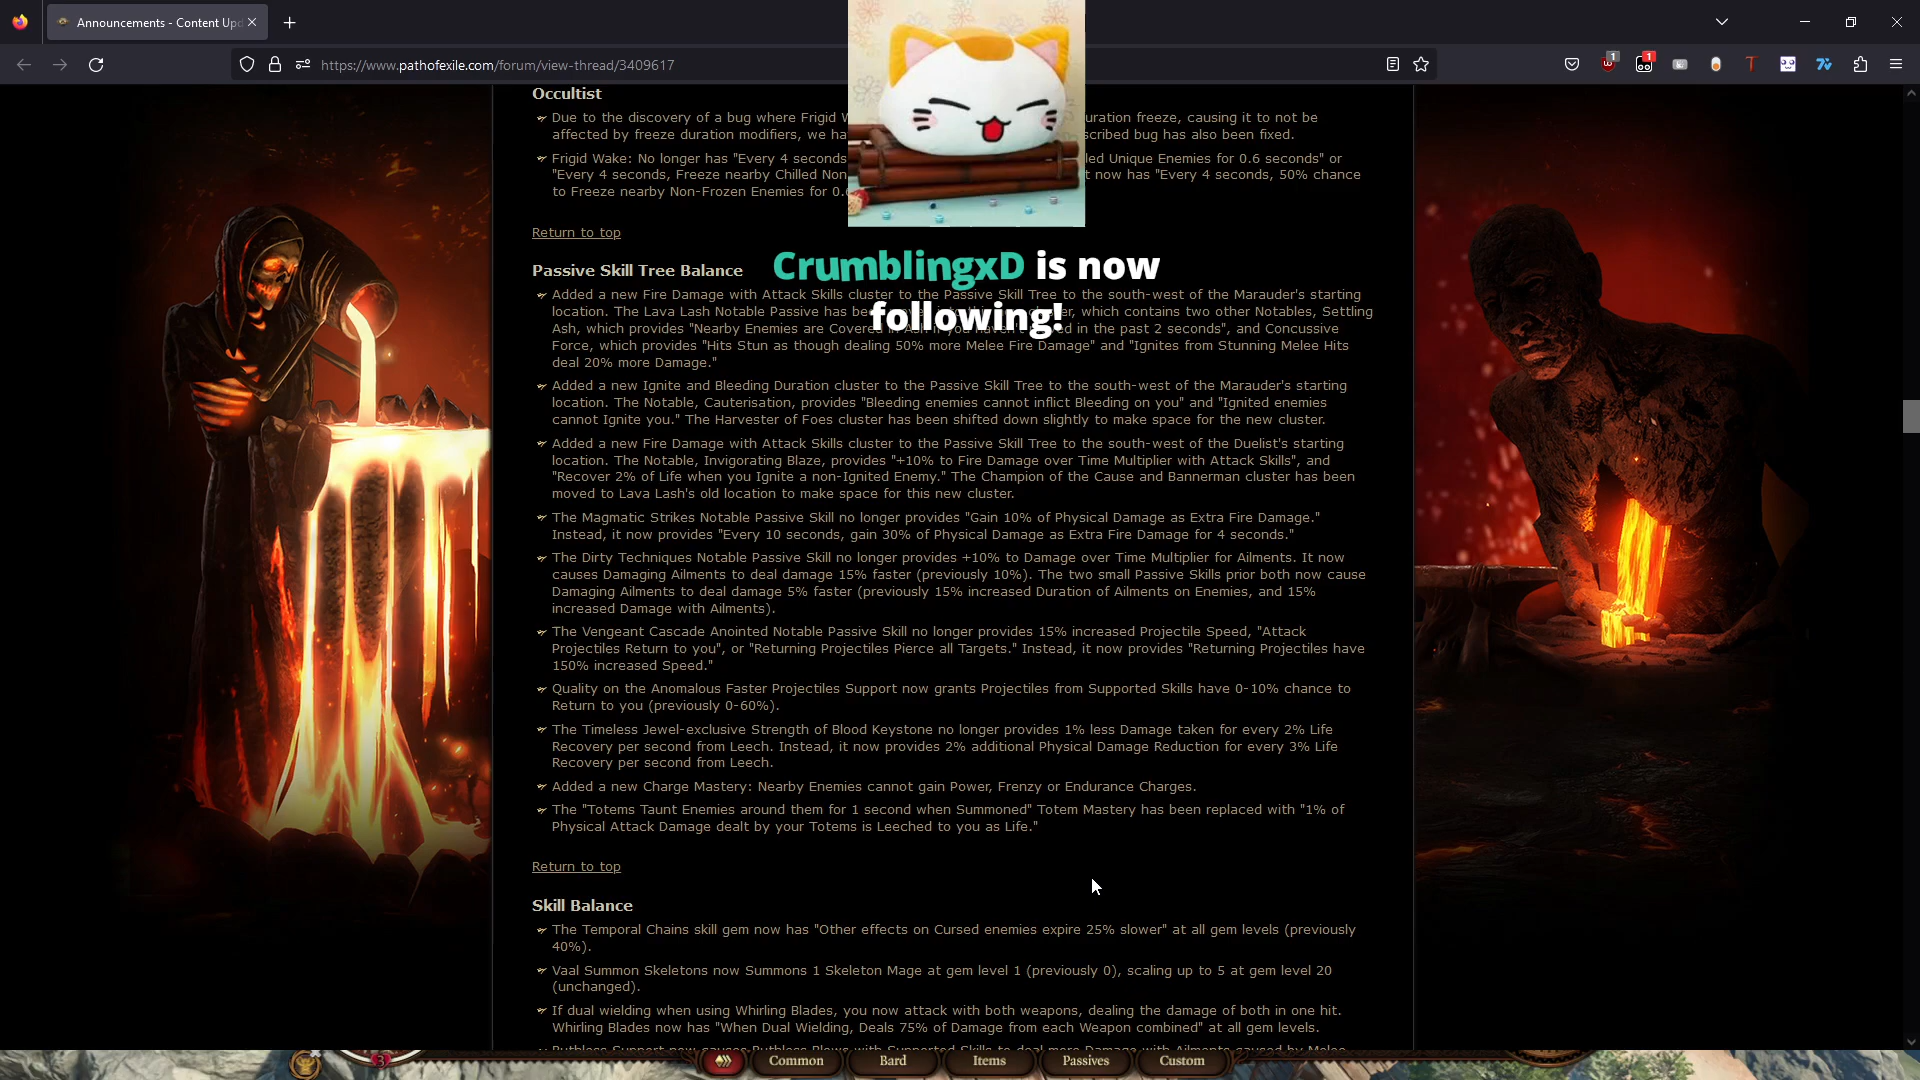 Announcements - Content Upd
https://www.pathofexile.com/forum/view-thread/3409617
1
1
T
Occultist
Due to the discovery of a bug where Frigid W uration freeze, causing it to not be
affected by freeze duration modifiers, we ha scribed bug has also been fixed.
Frigid Wake: No longer has "Every 4 seconds led Unique Enemies for 0.6 seconds" or
"Every 4 seconds, Freeze nearby Chilled Non t now has "Every 4 seconds, 50% chance
to Freeze nearby Non-Frozen Enemies for 0.
Return to top
CrumblingxD is now
following!
Passive Skill Tree Balance
Added a new Fire Damage with Attack Skills cluster to the Passive Skill Tree to the south-west of the Marauder's starting
location. The Lava Lash Notable Passive has be which contains two other Notables, Settling
Ash, which provides "Nearby Enemies are Covered in Ash if you haven't in the past 2 seconds", and Concussive
Force, which provides "Hits Stun as though dealing 50% more Melee Fire Damage" and "Ignites from Stunning Melee Hits
deal 20% more Damage."
Added a new Ignite and Bleeding Duration cluster to the Passive Skill Tree to the south-west of the Marauder's starting
location. The Notable, Cauterisation, provides "Bleeding enemies cannot inflict Bleeding on you" and "Ignited enemies
cannot Ignite you." The Harvester of Foes cluster has been shifted down slightly to make space for the new cluster.
Added a new Fire Damage with Attack Skills cluster to the Passive Skill Tree to the south-west of the Duelist's starting
location. The Notable, Invigorating Blaze, provides "+10% to Fire Damage over Time Multiplier with Attack Skills", and
"Recover 2% of Life when you Ignite a non-Ignited Enemy." The Champion of the Cause and Bannerman cluster has been
moved to Lava Lash's old location to make space for this new cluster.
The Magmatic Strikes Notable Passive Skill no longer provides "Gain 10% of Physical Damage as Extra Fire Damage."
Instead, it now provides "Every 10 seconds, gain 30% of Physical Damage as Extra Fire Damage for 4 seconds."
The Dirty Techniques Notable Passive Skill no longer provides +10% to Damage over Time Multiplier for Ailments. It now
causes Damaging Ailments to deal damage 15% faster (previously 10%). The two small Passive Skills prior both now cause
Damaging Ailments to deal damage 5% faster (previously 15% increased Duration of Ailments on Enemies, and 15%
increased Damage with Ailments).
The Vengeant Cascade Anointed Notable Passive Skill no longer provides 15% increased Projectile Speed, "Attack
Projectiles Return to you", or "Returning Projectiles Pierce all Targets." Instead, it now provides "Returning Projectiles have
150% increased Speed."
Quality on the Anomalous Faster Projectiles Support now grants Projectiles from Supported Skills have 0-10% chance to
Return to you (previously 0-60%).
The Timeless Jewel-exclusive Strength of Blood Keystone no longer provides 1% less Damage taken for every 2% Life
Recovery per second from Leech. Instead, it now provides 2% additional Physical Damage Reduction for every 3% Life
Recovery per second from Leech.
Added a new Charge Mastery: Nearby Enemies cannot gain Power, Frenzy or Endurance Charges.
The "Totems Taunt Enemies around them for 1 second when Summoned" Totem Mastery has been replaced with "1% of
Physical Attack Damage dealt by your Totems is Leeched to you as Life."
Return to top
Skill Balance
The Temporal Chains skill gem now has "Other effects on Cursed enemies expire 25% slower" at all gem levels (previously
40%).
Vaal Summon Skeletons now Summons 1 Skeleton Mage at gem level 1 (previously 0), scaling up to 5 at gem level 20
(unchanged).
If dual wielding when using Whirling Blades, you now attack with both weapons, dealing the damage of both in one hit.
Whirling Blades now has "When Dual Wielding, Deals 75% of Damage from each Weapon combined" at all gem levels.
Ruthless Support now causes Ruthless Blows with Supported Skills to deal more Damage with Ailments caused by Melee
3
Common
Bard
Items
Passives
Custom